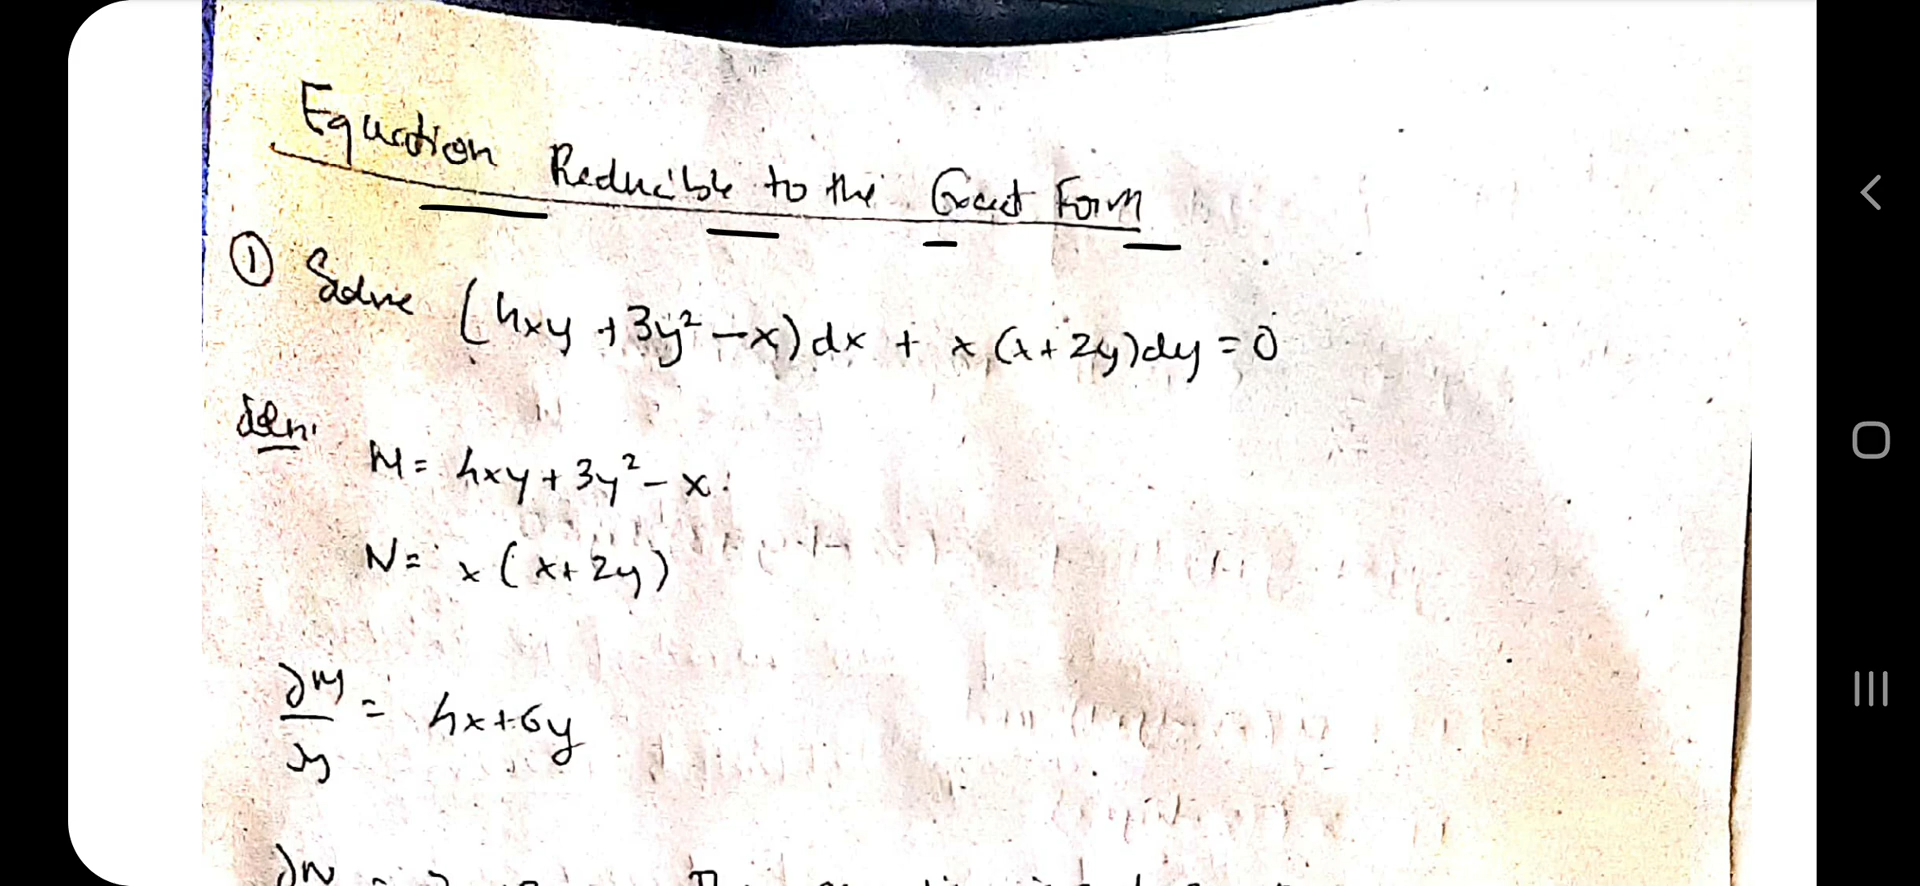 Equation Reducible to the Exact Form
① Solve (4xy + 3y² - x) dx + x (x + 2y) dy = 0
Soln.
M = 4xy + 3y² - x.
N = x (x + 2y)
∂M/∂y = 4x + 6y
∂N